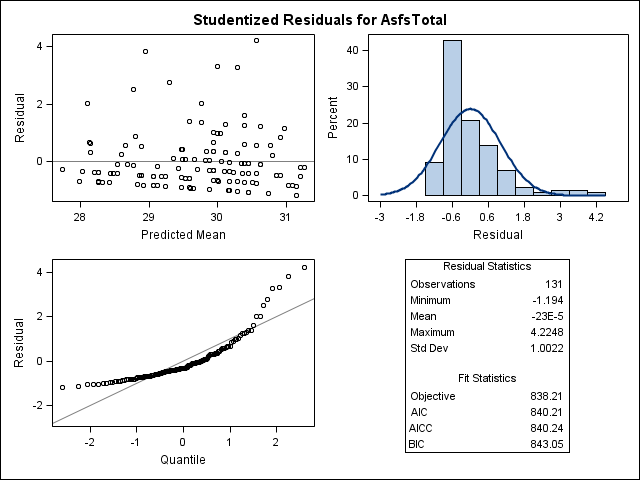 Studentized Residuals for AsfsTotal
4
2
0
Residual
28
29
30
31
Predicted Mean
40
30
20
10
0
Percent
-3
-1.8
-0.6
0.6
1.8
3
4.2
Residual
4
2
0
-2
Residual
-2
-1
0
1
2
Quantile
Residual Statistics
Observations 131
Minimum -1.194
Mean -23E-5
Maximum 4.2248
Std Dev 1.0022
Fit Statistics
Objective 838.21
AIC 840.21
AICC 840.24
BIC 843.05